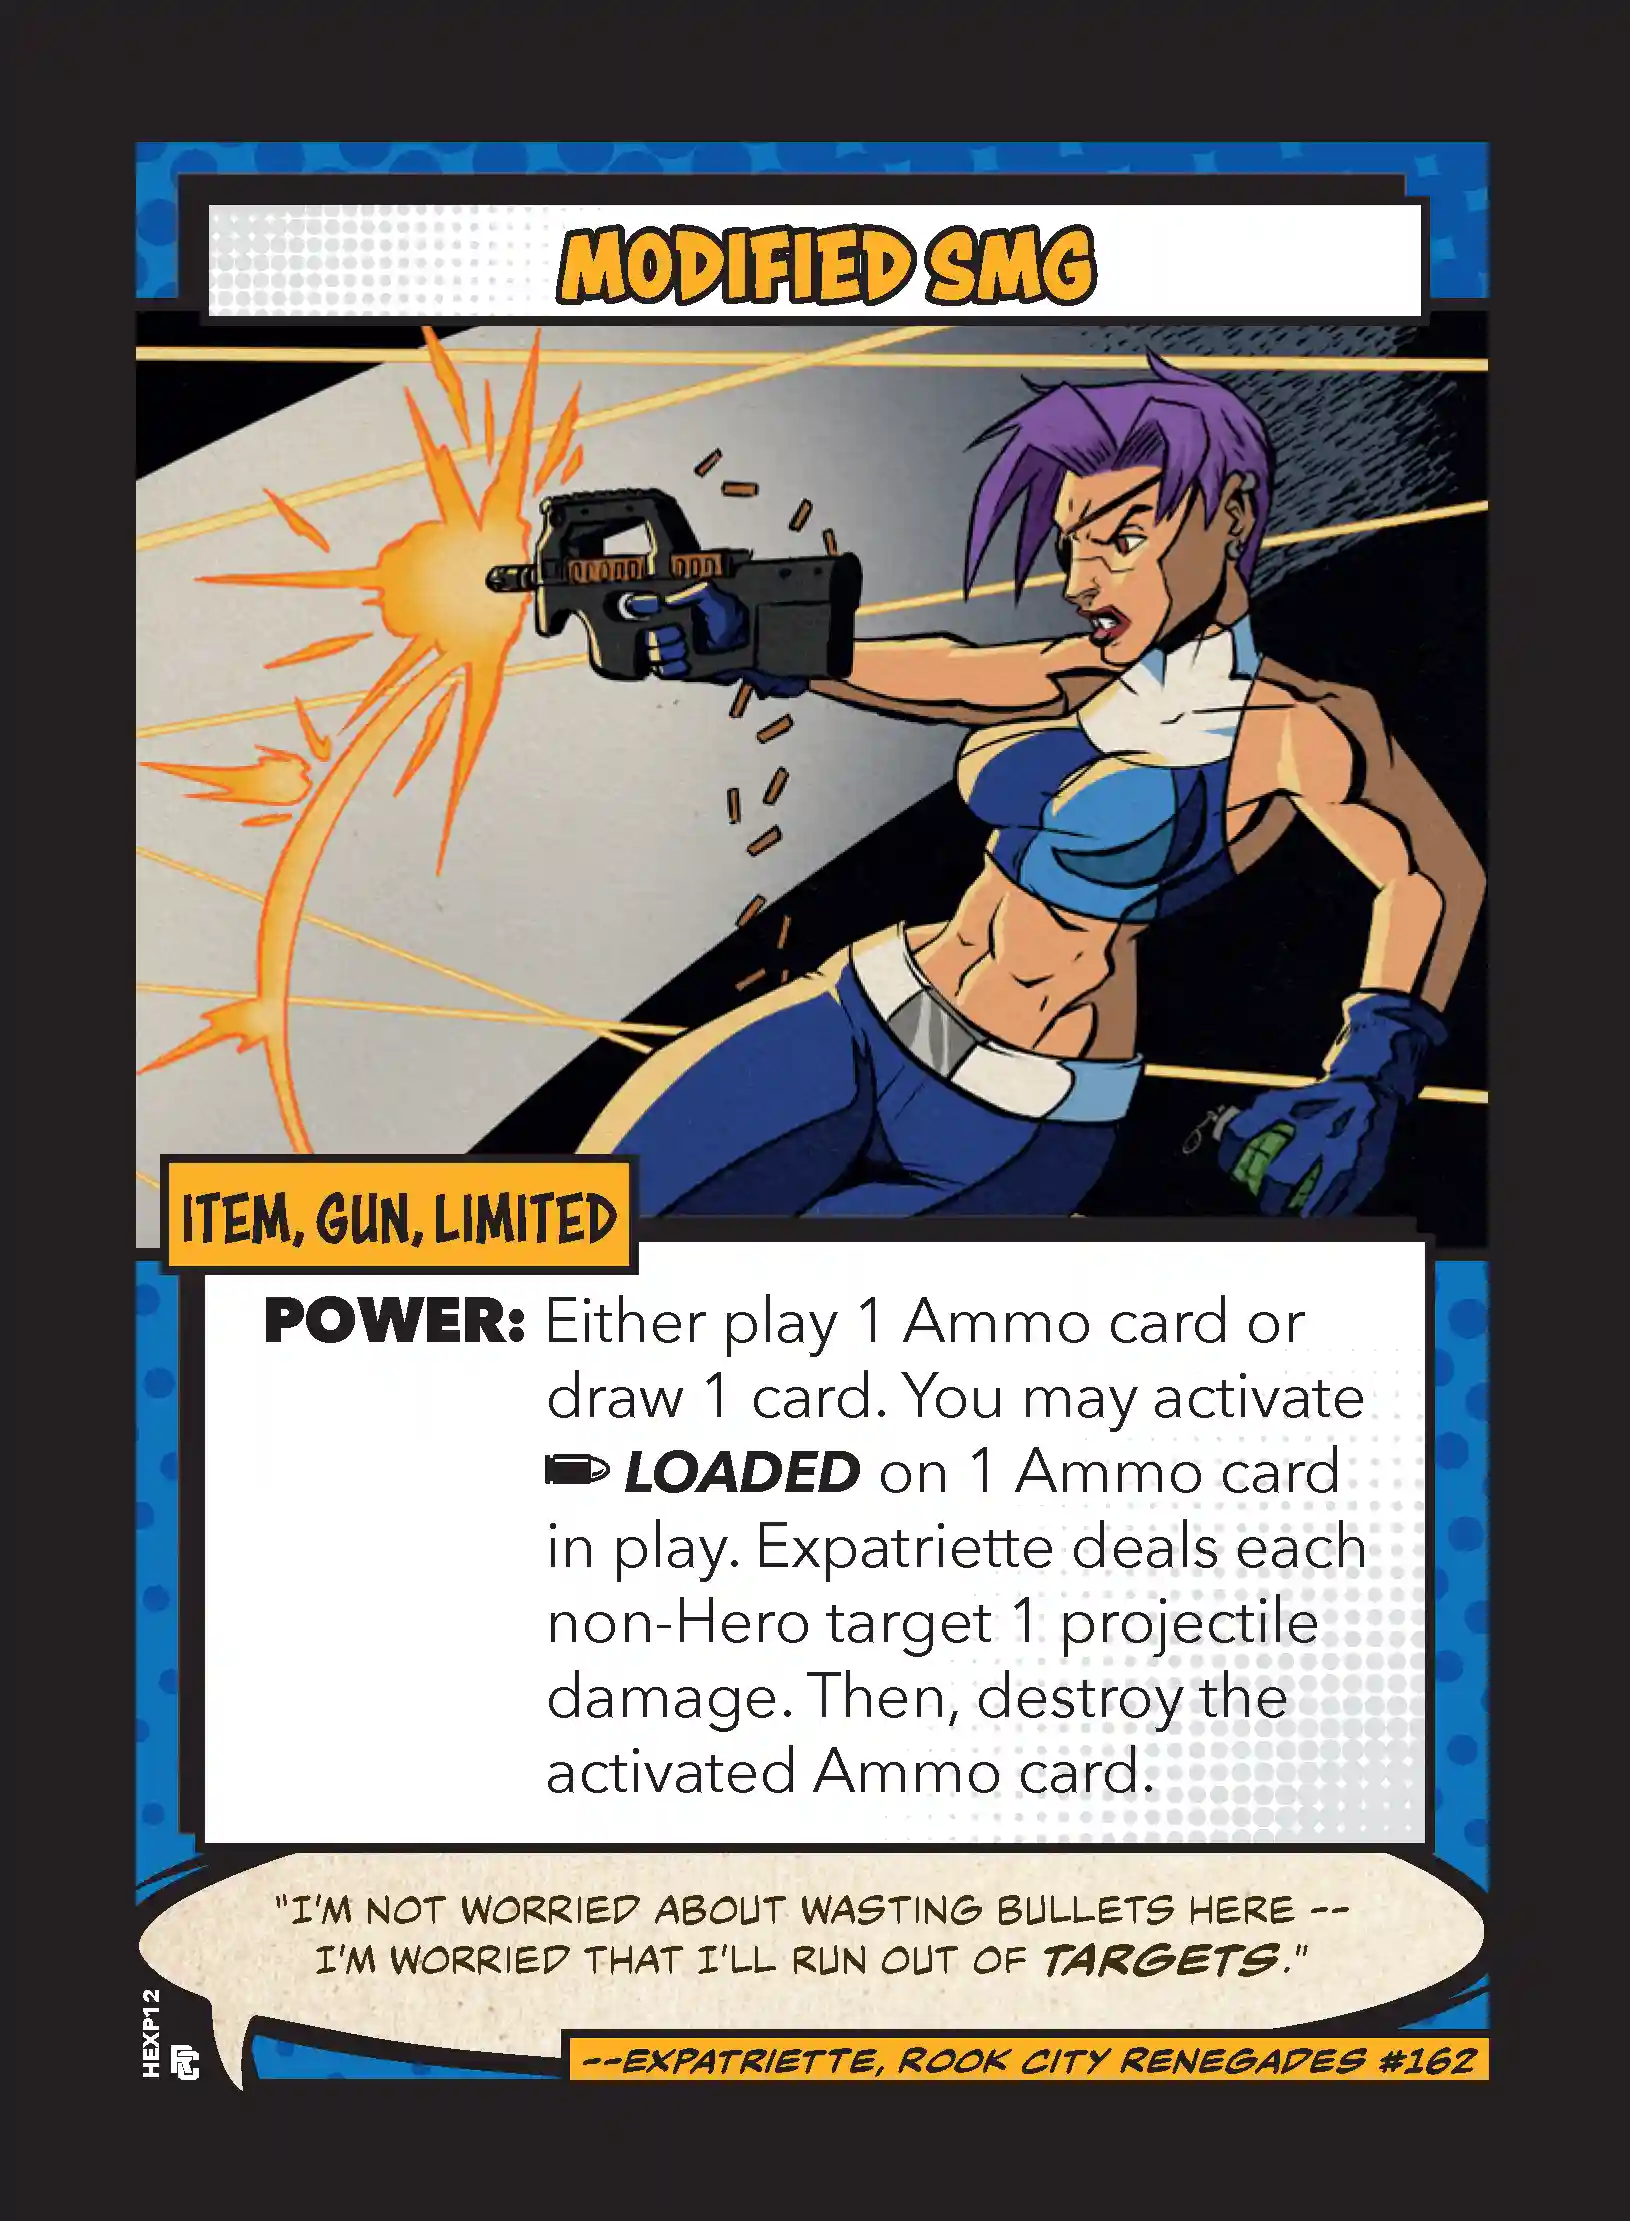 MODIFIED SMG
ITEM, GUN, LIMITED
POWER: Either play 1 Ammo card or
draw 1 card. You may activate
LOADED on 1 Ammo card
in play. Expatriette deals each
non-Hero target 1 projectile
damage. Then, destroy the
activated Ammo card.
"I'M NOT WORRIED ABOUT WASTING BULLETS HERE --
I'M WORRIED THAT I'LL RUN OUT OF TARGETS."
--EXPATRIETTE, ROOK CITY RENEGADES #162
HEXP12